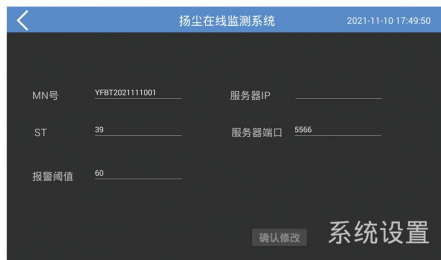 扬尘在线监测系统 2021-11-10 17:49:50
MN号 YFBT2021111001 服务器IP
ST 39 服务器端口 5566
报警阈值 60
确认修改 系统设置